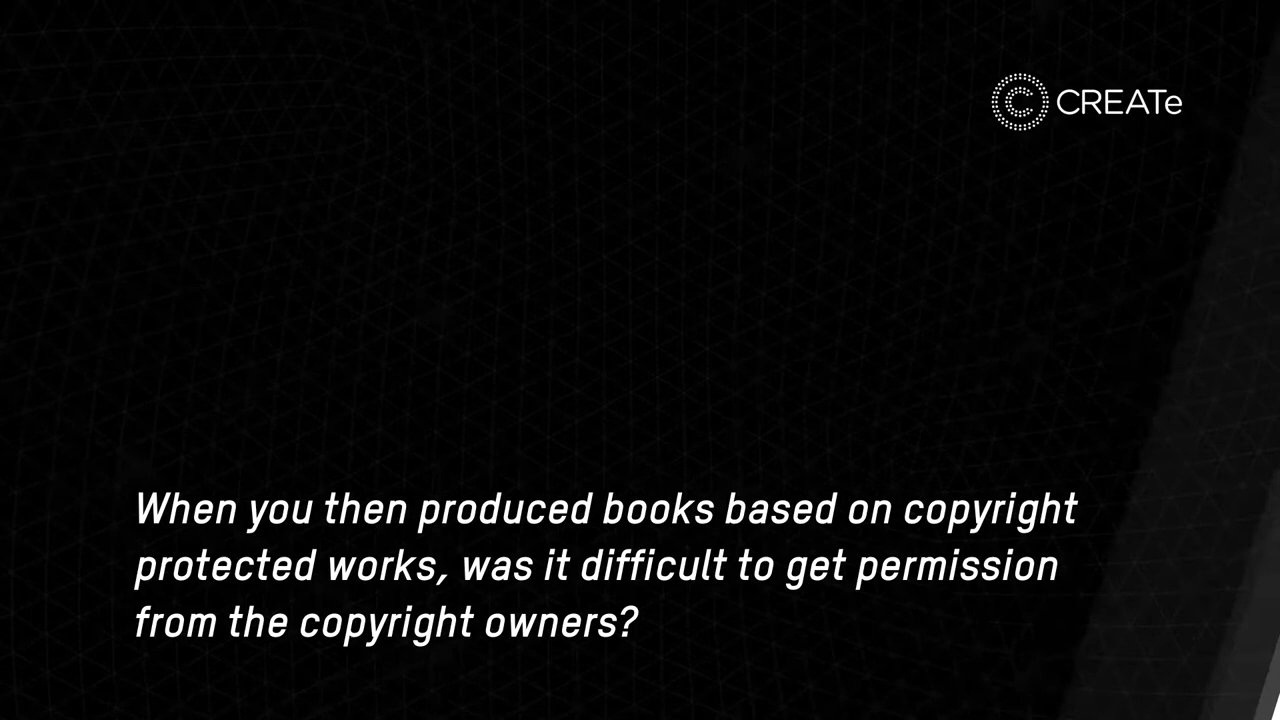 CREATe
When you then produced books based on copyright
protected works, was it difficult to get permission
from the copyright owners?